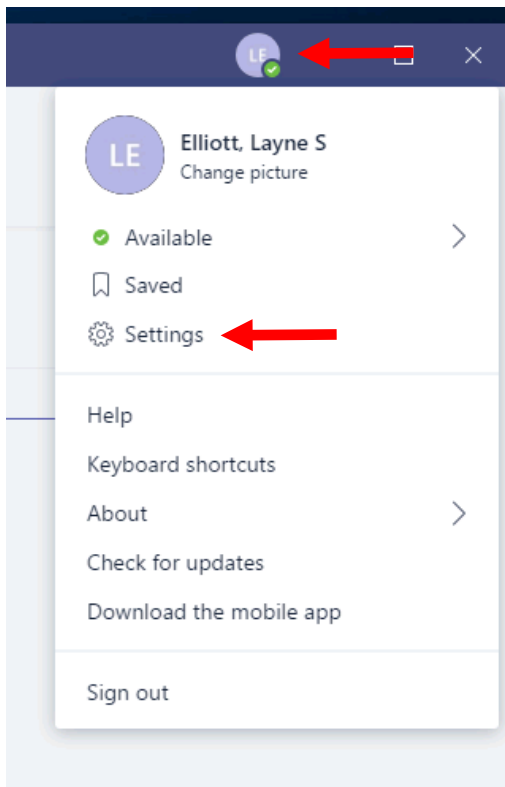 LE
LE
Elliott, Layne S
Change picture
Available
Saved
Settings
Help
Keyboard shortcuts
About
Check for updates
Download the mobile app
Sign out